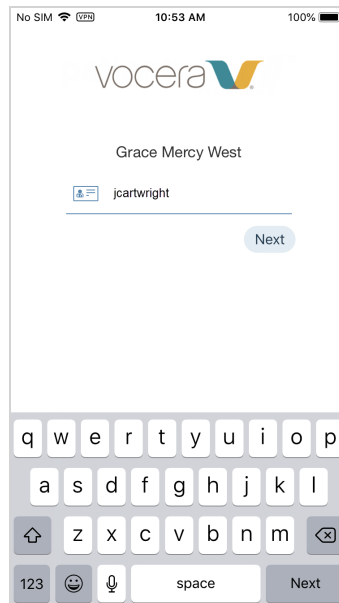 No SIM VPN 10:53 AM 100%
vocera
Grace Mercy West
jcartwright
Next
q w e r t y u i o p
a s d f g h j k l
z x c v b n m
123 space Next